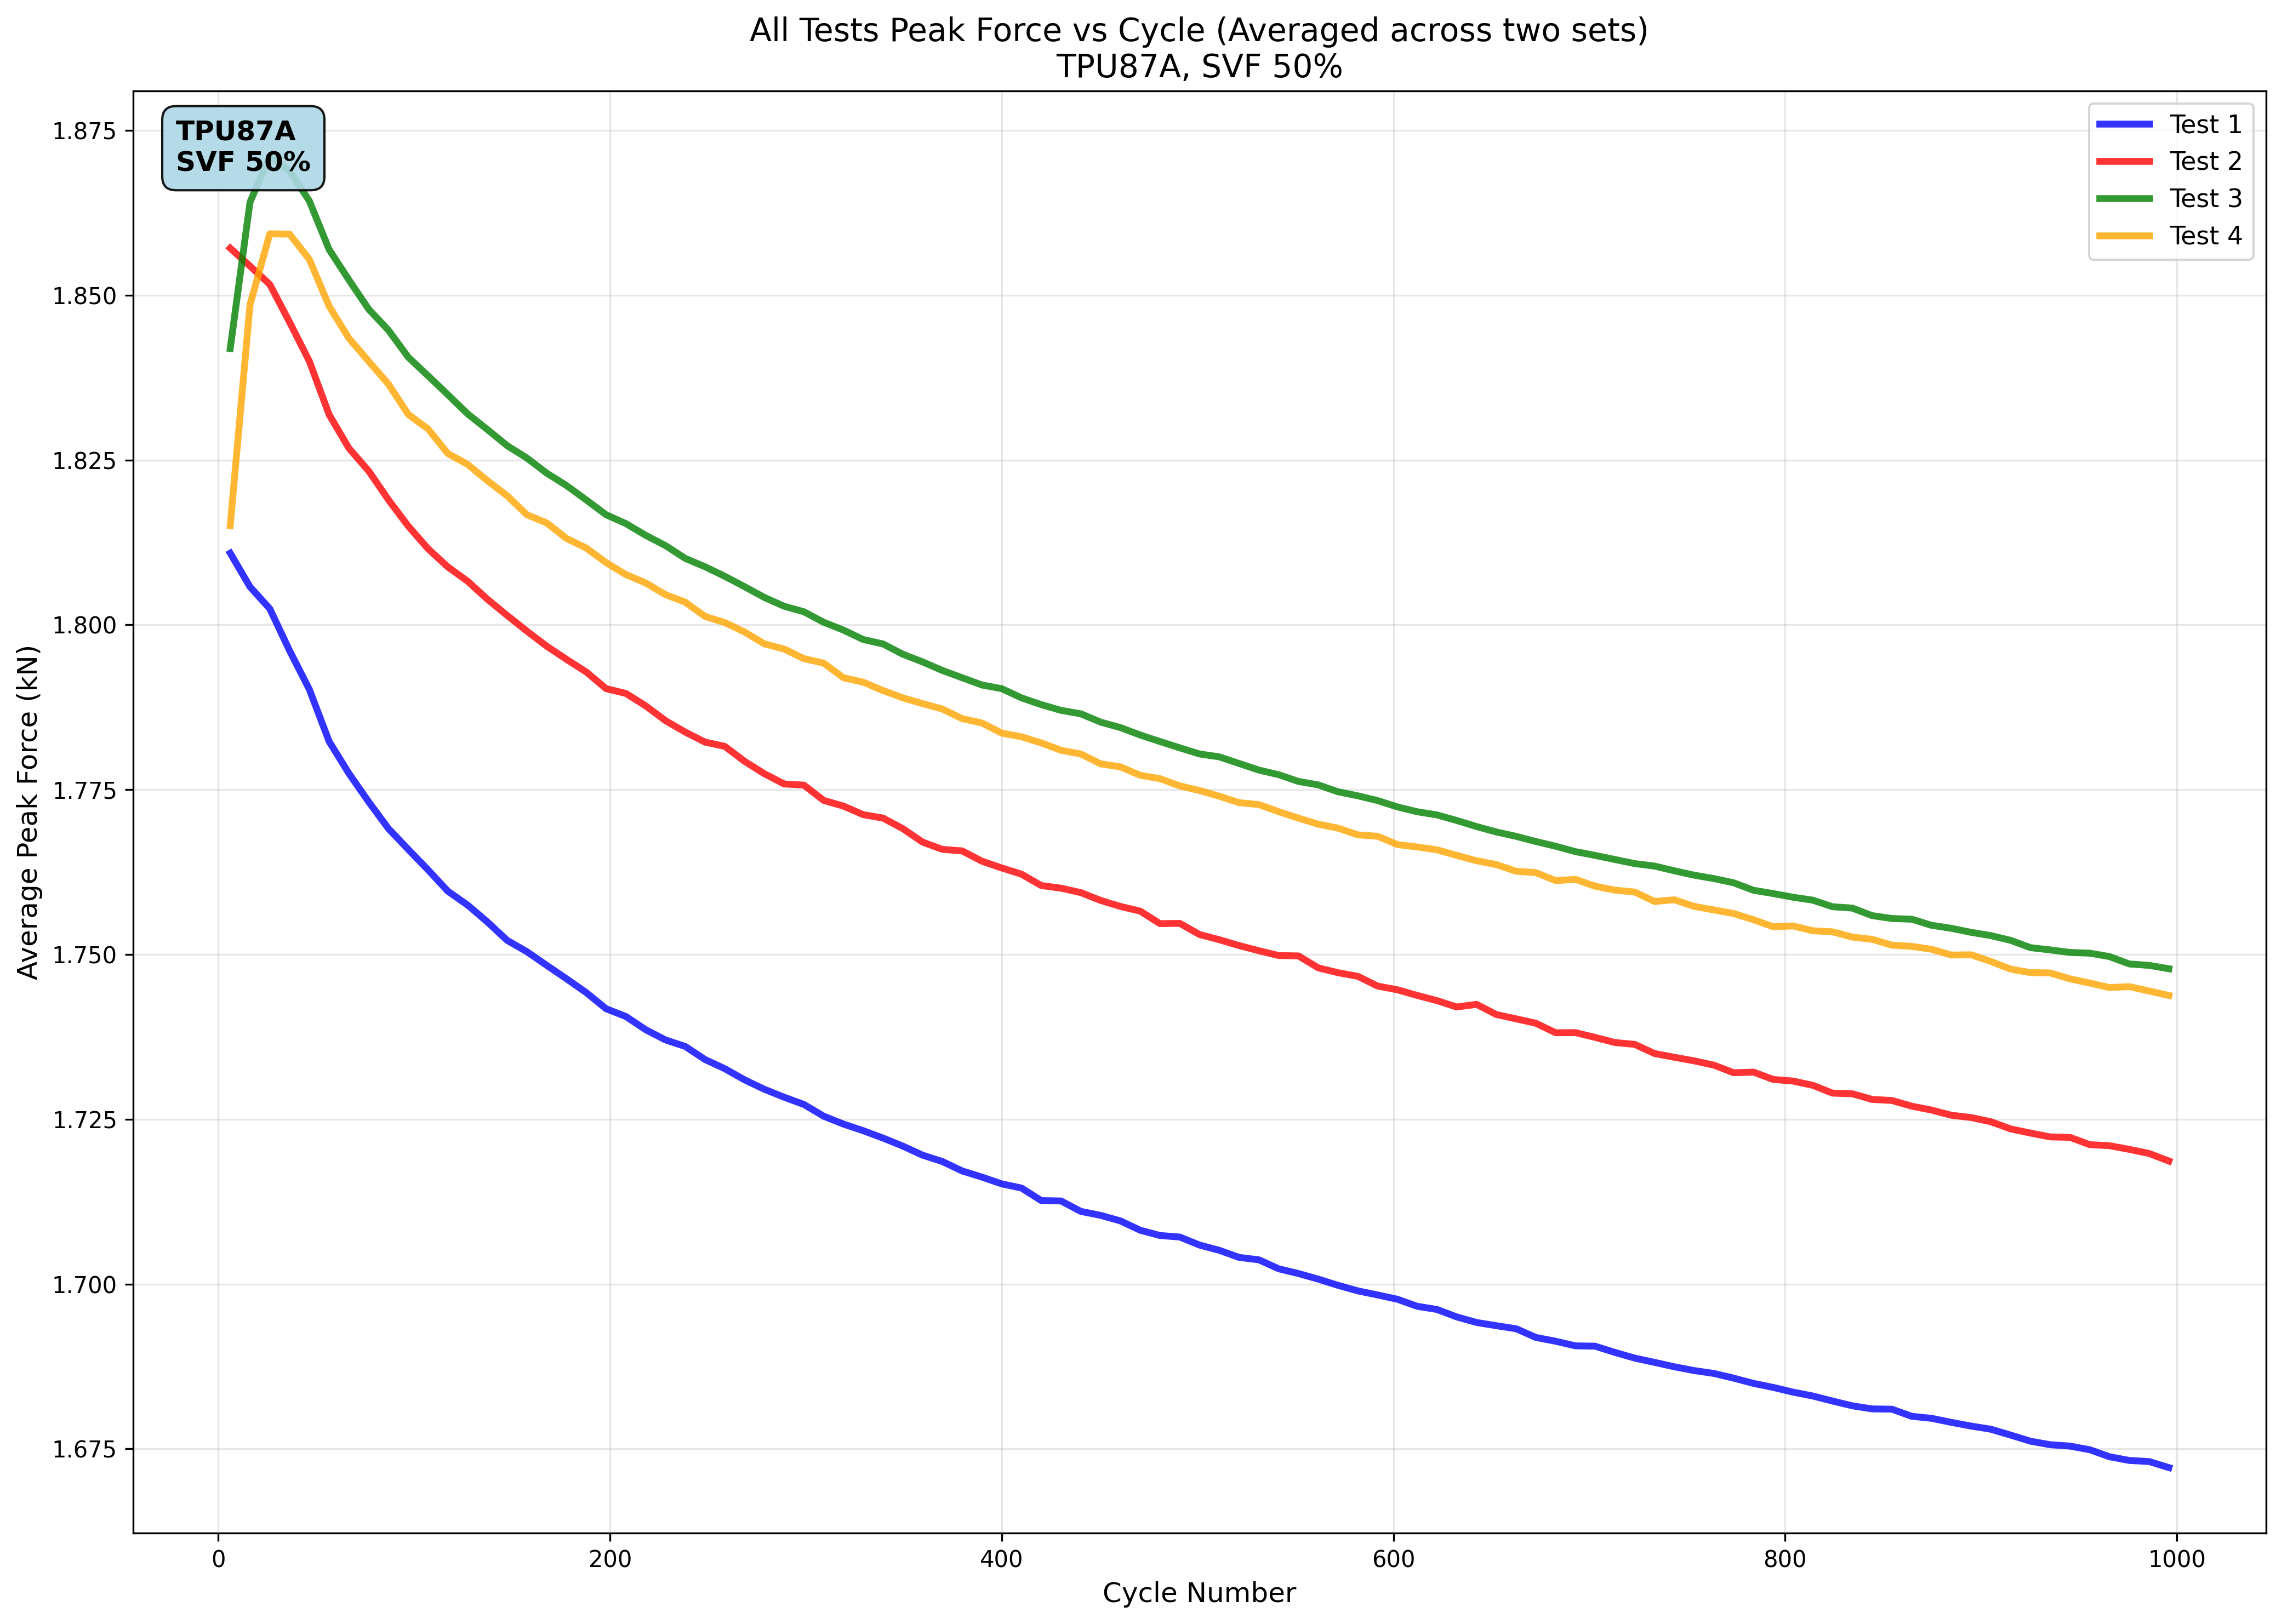 All Tests Peak Force vs Cycle (Averaged across two sets)
TPU87A, SVF 50%
TPU87A
SVF 50%
Test 1
Test 2
Test 3
Test 4
Average Peak Force (kN)
1.875
1.850
1.825
1.800
1.775
1.750
1.725
1.700
1.675
0
200
400
600
800
1000
Cycle Number